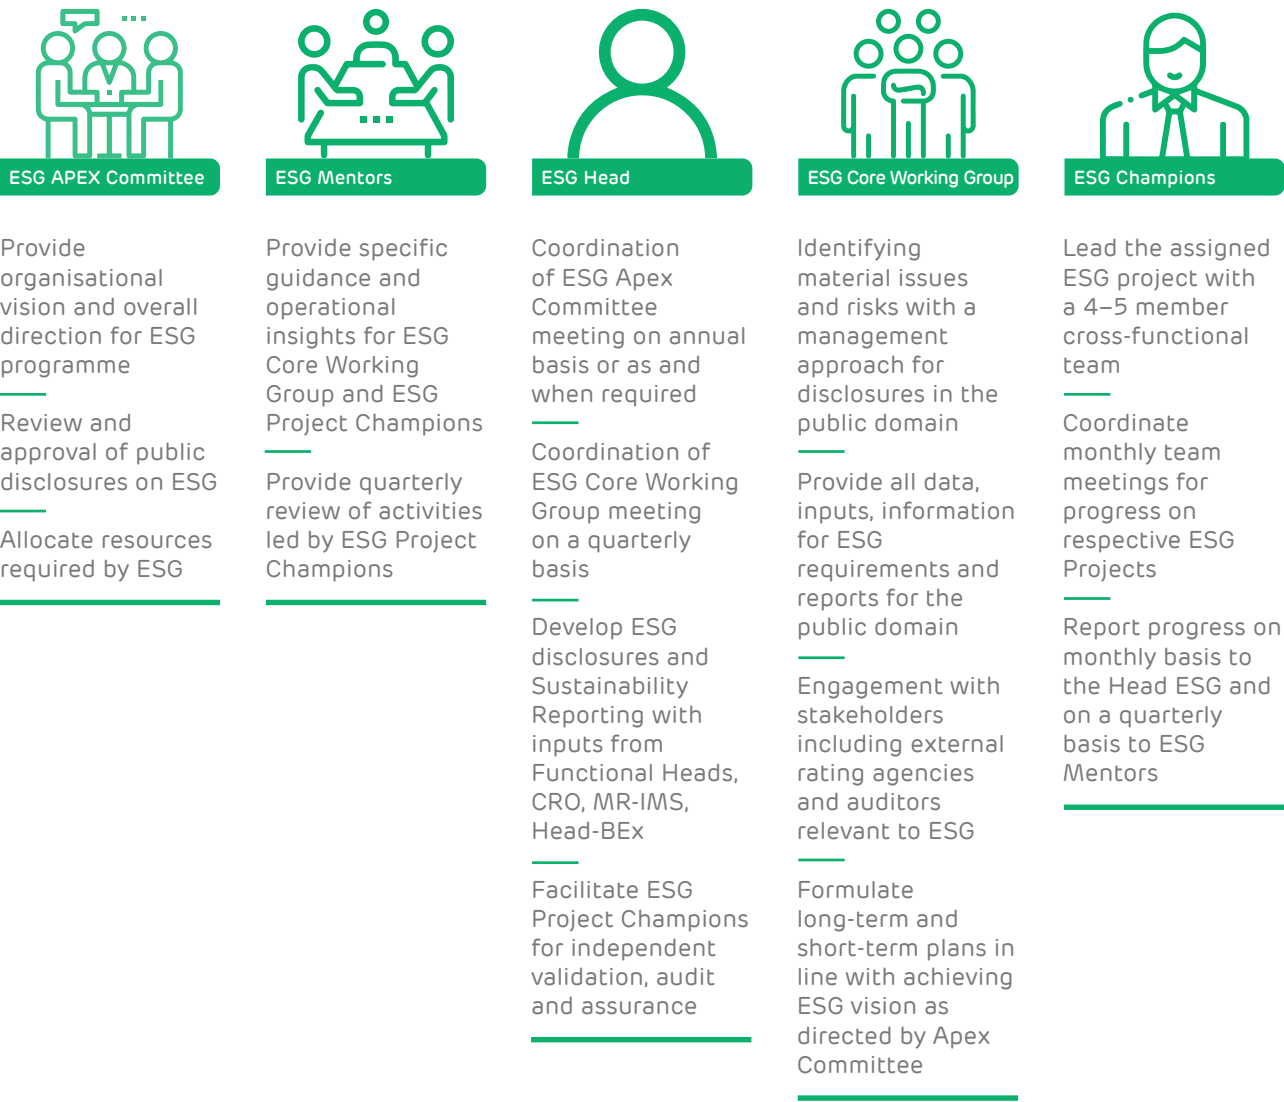 ESG APEX Committee
Provide
organisational
vision and overall
direction for ESG
programme
Review and
approval of public
disclosures on ESG
Allocate resources
required by ESG
ESG Mentors
Provide specific
guidance and
operational
insights for ESG
Core Working
Group and ESG
Project Champions
Provide quarterly
review of activities
led by ESG Project
Champions
ESG Head
Coordination
of ESG Apex
Committee
meeting on annual
basis or as and
when required
Coordination of
ESG Core Working
Group meeting
on a quarterly
basis
Develop ESG
disclosures and
Sustainability
Reporting with
inputs from
Functional Heads,
CRO, MR-IMS,
Head-BEx
Facilitate ESG
Project Champions
for independent
validation, audit
and assurance
ESG Core Working Group
Identifying
material issues
and risks with a
management
approach for
disclosures in the
public domain
Provide all data,
inputs, information
for ESG
requirements and
reports for the
public domain
Engagement with
stakeholders
including external
rating agencies
and auditors
relevant to ESG
Formulate
long-term and
short-term plans in
line with achieving
ESG vision as
directed by Apex
Committee
ESG Champions
Lead the assigned
ESG project with
a 4–5 member
cross-functional
team
Coordinate
monthly team
meetings for
progress on
respective ESG
Projects
Report progress on
monthly basis to
the Head ESG and
on a quarterly
basis to ESG
Mentors